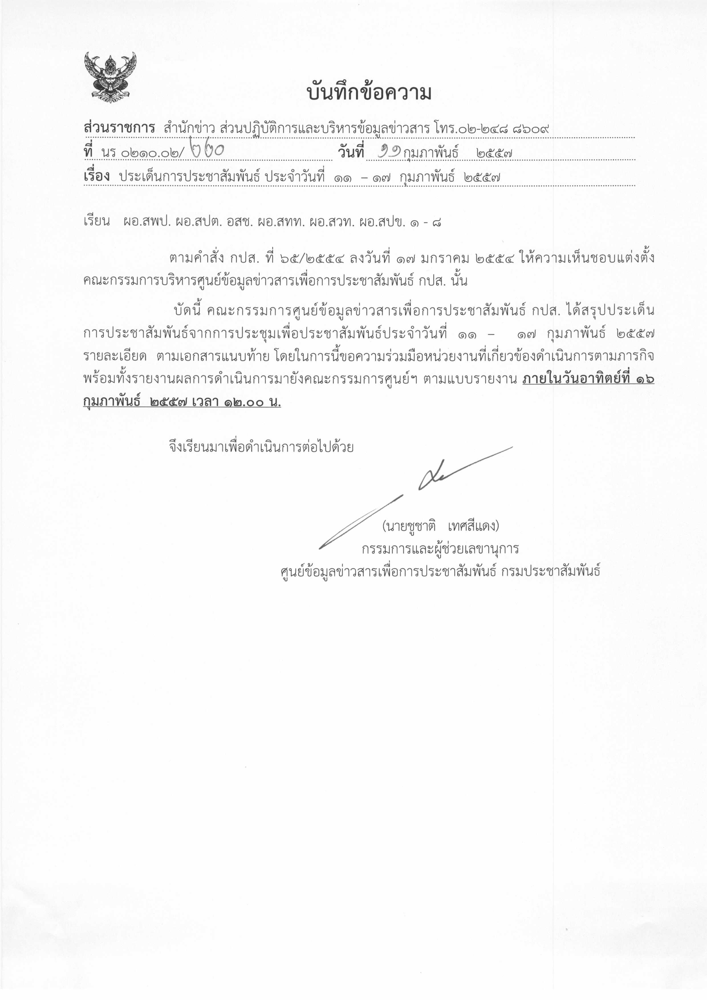 บันทึกข้อความ
ส่วนราชการ สำนักข่าว ส่วนปฏิบัติการและบริหารข้อมูลข่าวสาร โทร.๐๒-๒๔๘ ๘๖๐๙
ที่ นร ๐๒๑๐.๐๒/ ๒๒๐ วันที่ ๑๑ กุมภาพันธ์ ๒๕๕๗
เรื่อง ประเด็นการประชาสัมพันธ์ ประจำวันที่ ๑๑ – ๑๗ กุมภาพันธ์ ๒๕๕๗
เรียน ผอ.สพป. ผอ.สปต. อสช. ผอ.สทท. ผอ.สวท. ผอ.สปข. ๑ - ๘
ตามคำสั่ง กปส. ที่ ๖๕/๒๕๕๔ ลงวันที่ ๑๗ มกราคม ๒๕๕๔ ให้ความเห็นชอบแต่งตั้ง
คณะกรรมการบริหารศูนย์ข้อมูลข่าวสารเพื่อการประชาสัมพันธ์ กปส. นั้น
บัดนี้ คณะกรรมการศูนย์ข้อมูลข่าวสารเพื่อการประชาสัมพันธ์ กปส. ได้สรุปประเด็น
การประชาสัมพันธ์จากการประชุมเพื่อประชาสัมพันธ์ประจำวันที่ ๑๑ – ๑๗ กุมภาพันธ์ ๒๕๕๗
รายละเอียด ตามเอกสารแนบท้าย โดยในการนี้ขอความร่วมมือหน่วยงานที่เกี่ยวข้องดำเนินการตามภารกิจ
พร้อมทั้งรายงานผลการดำเนินการมายังคณะกรรมการศูนย์ฯ ตามแบบรายงาน ภายในวันอาทิตย์ที่ ๑๖
กุมภาพันธ์ ๒๕๕๗ เวลา ๑๒.๐๐ น.
จึงเรียนมาเพื่อดำเนินการต่อไปด้วย
(นายชูชาติ เทศสีแดง)
กรรมการและผู้ช่วยเลขานุการ
ศูนย์ข้อมูลข่าวสารเพื่อการประชาสัมพันธ์ กรมประชาสัมพันธ์